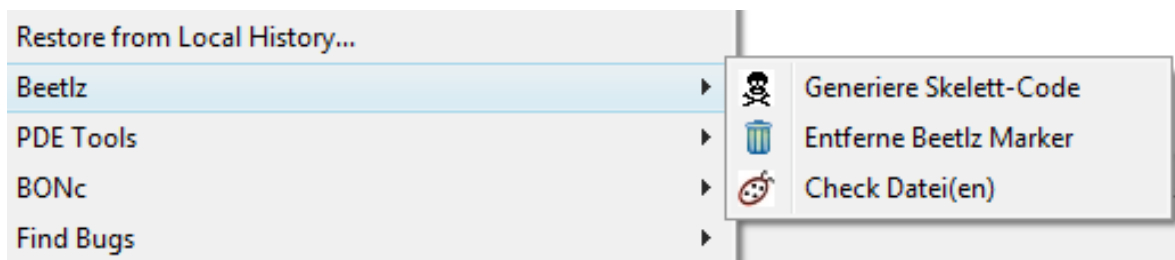 Restore from Local History...
Beetlz
PDE Tools
BONc
Find Bugs
Generiere Skelett-Code
Entferne Beetlz Marker
Check Datei(en)